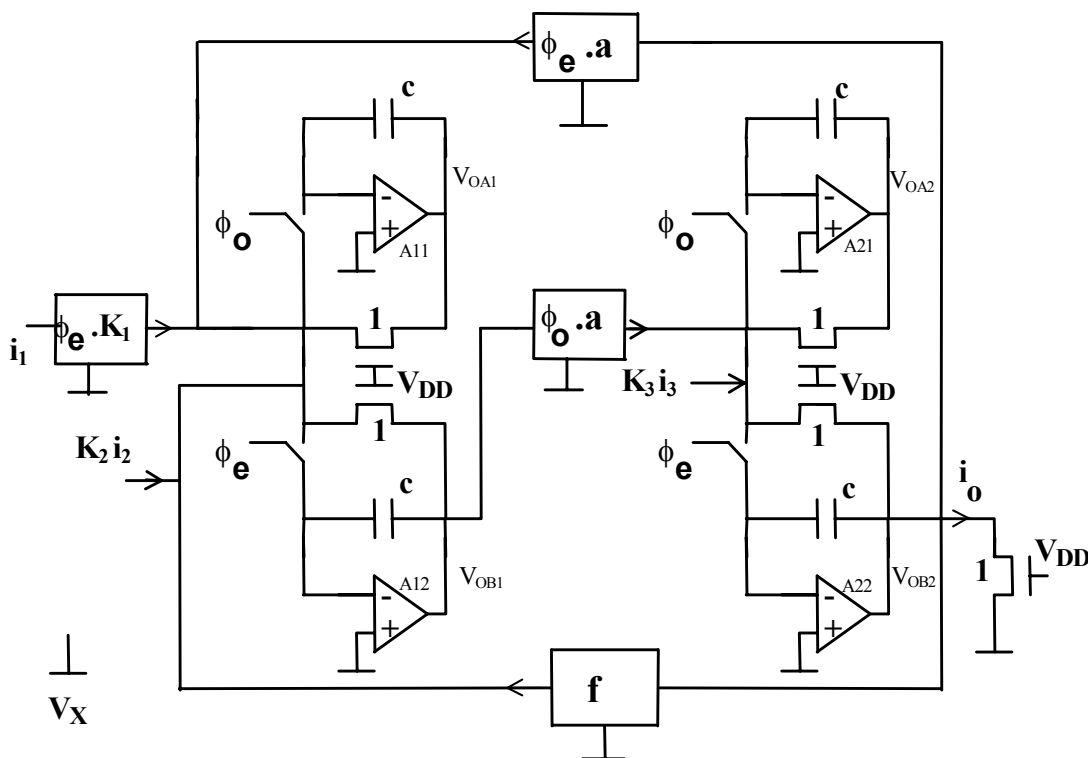 ϕe .a
c
c
VOA1
VOA2
-
+
A11
-
+
A21
ϕo
ϕo
i1
ϕe .K1
1
ϕo .a
1
VDD
K3 i3
VDD
1
1
K2 i2
ϕe
ϕe
c
c
io
A12
VOB1
A22
VOB2
1
VDD
-
+
-
+
VX
f